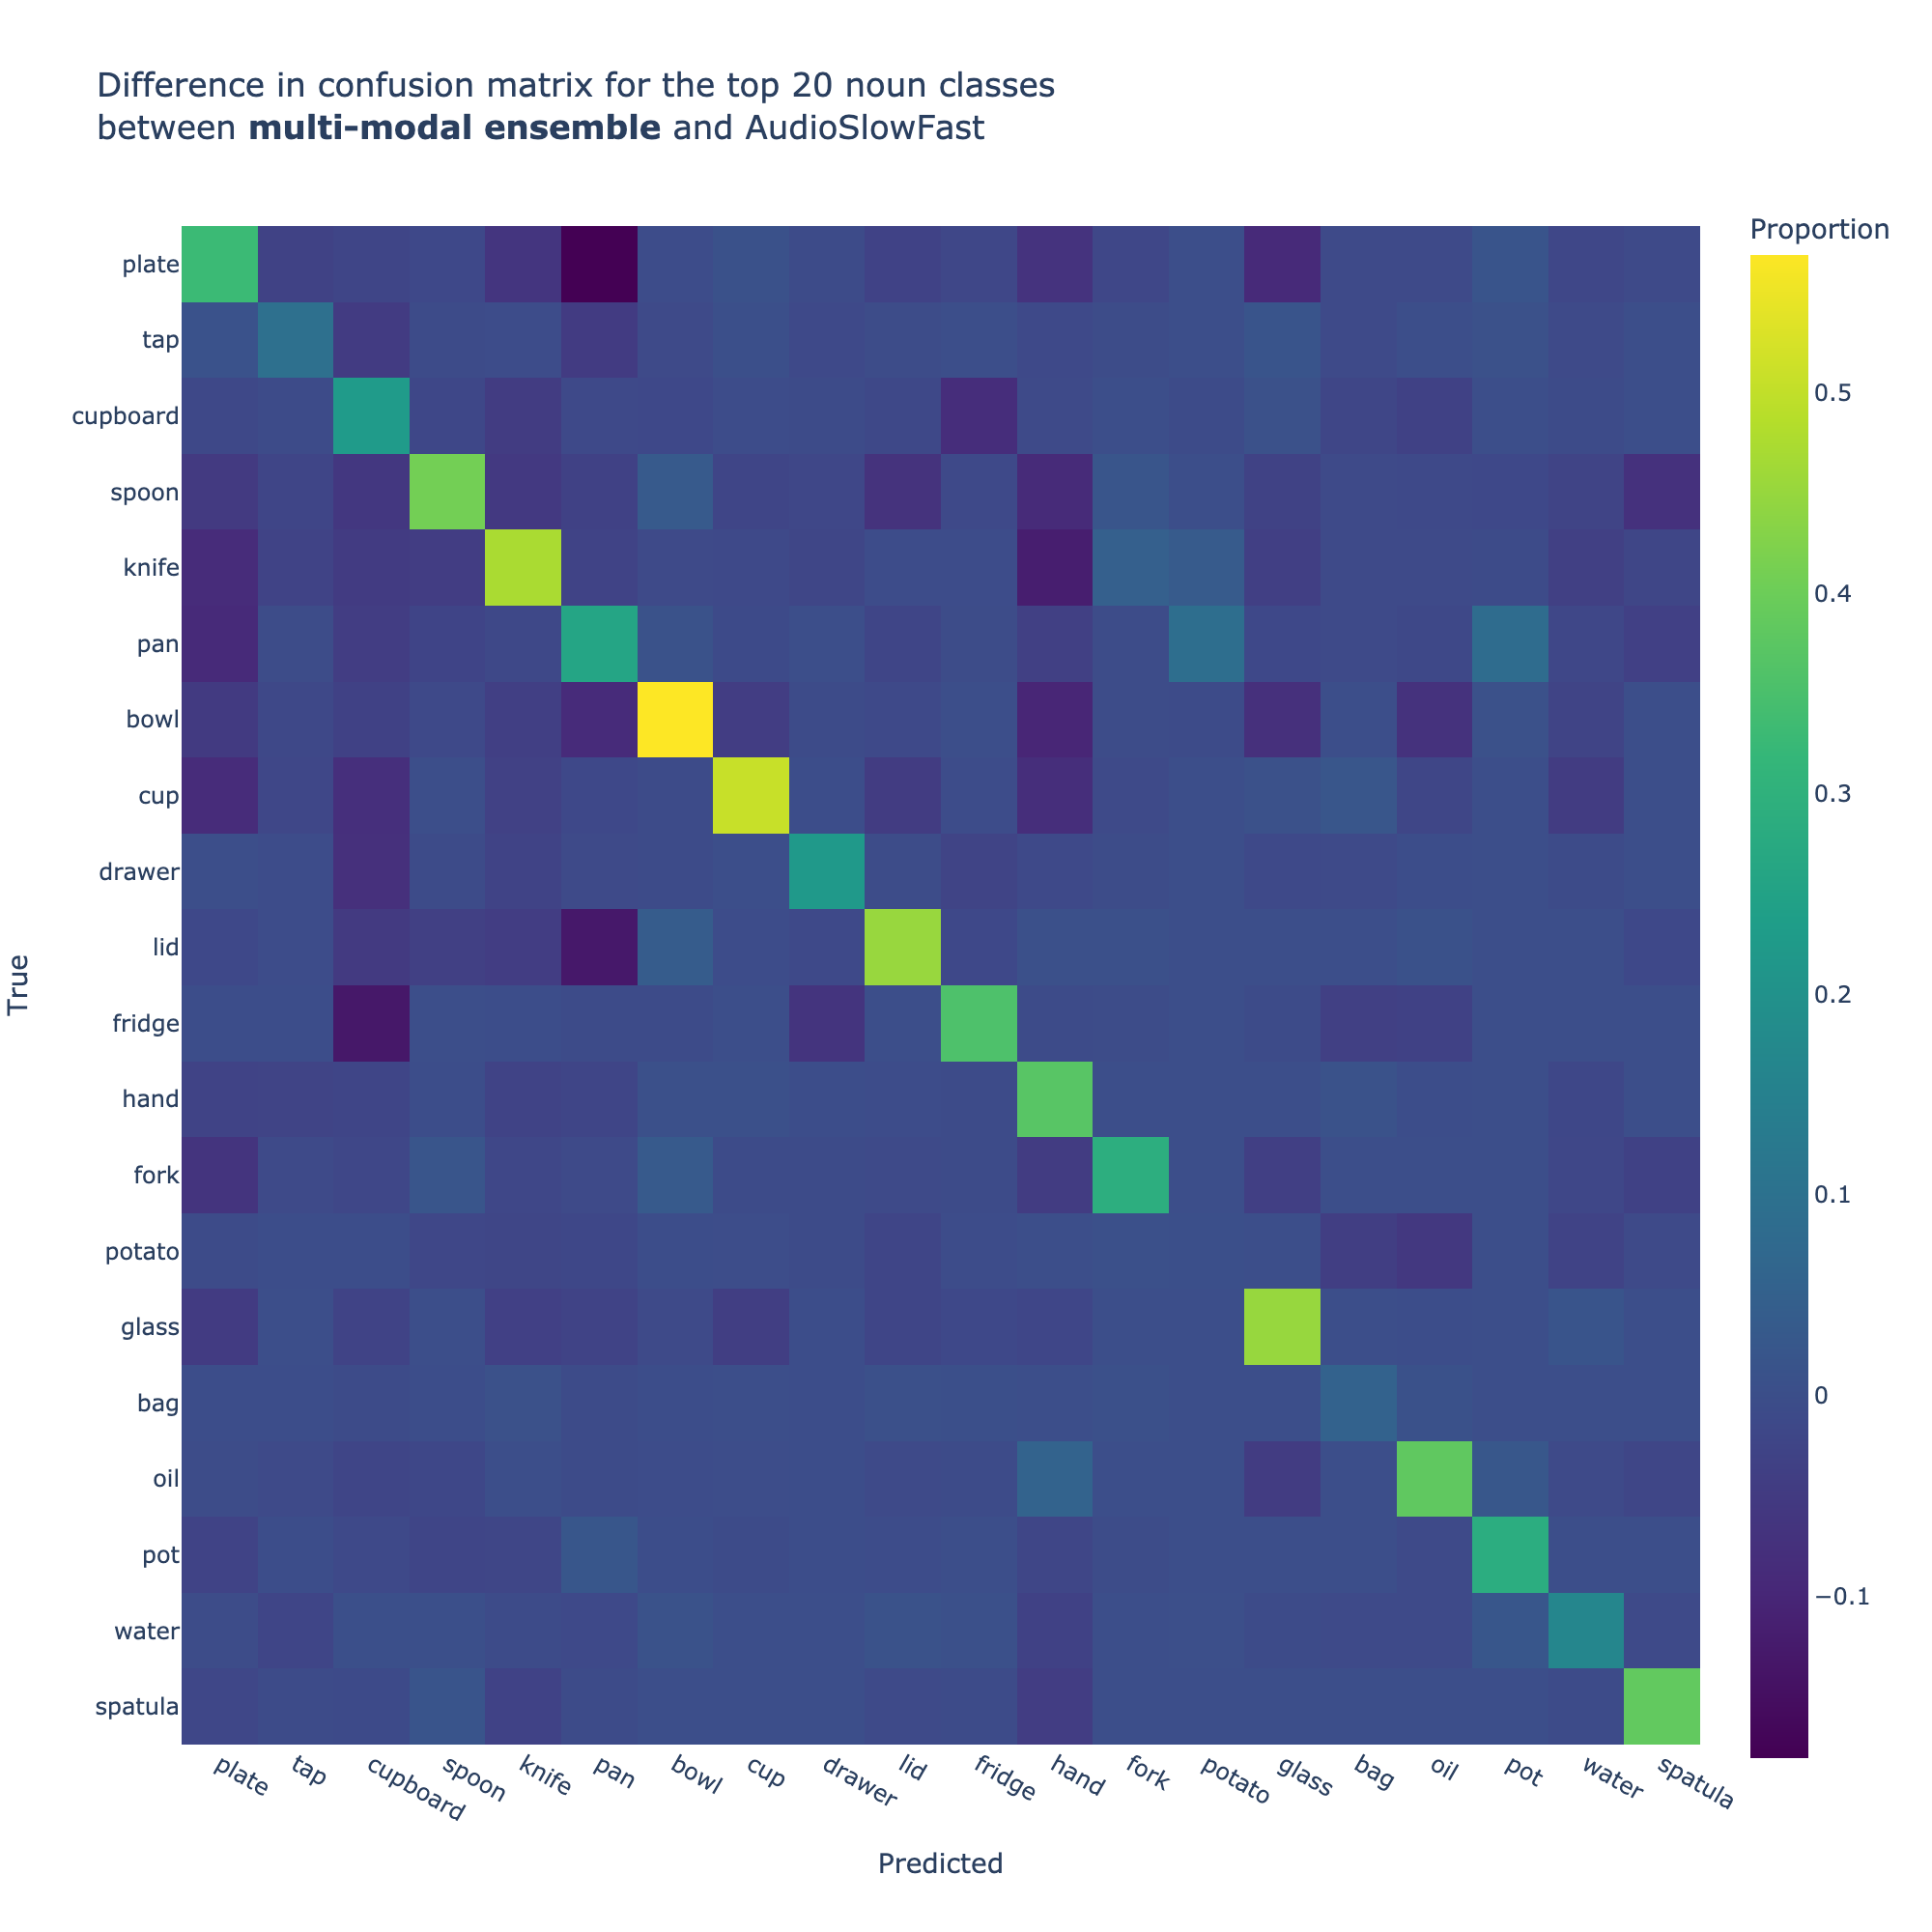 Difference in confusion matrix for the top 20 noun classes
between multi-modal ensemble and AudioSlowFast
Proportion
plate
tap
cupboard
spoon
knife
pan
bowl
cup
drawer
lid
fridge
hand
fork
potato
glass
bag
oil
pot
water
spatula
True
plate
tap
cupboard
spoon
knife
pan
bowl
cup
drawer
lid
fridge
hand
fork
potato
glass
bag
oil
pot
water
spatula
Predicted
0.5
0.4
0.3
0.2
0.1
0
−0.1